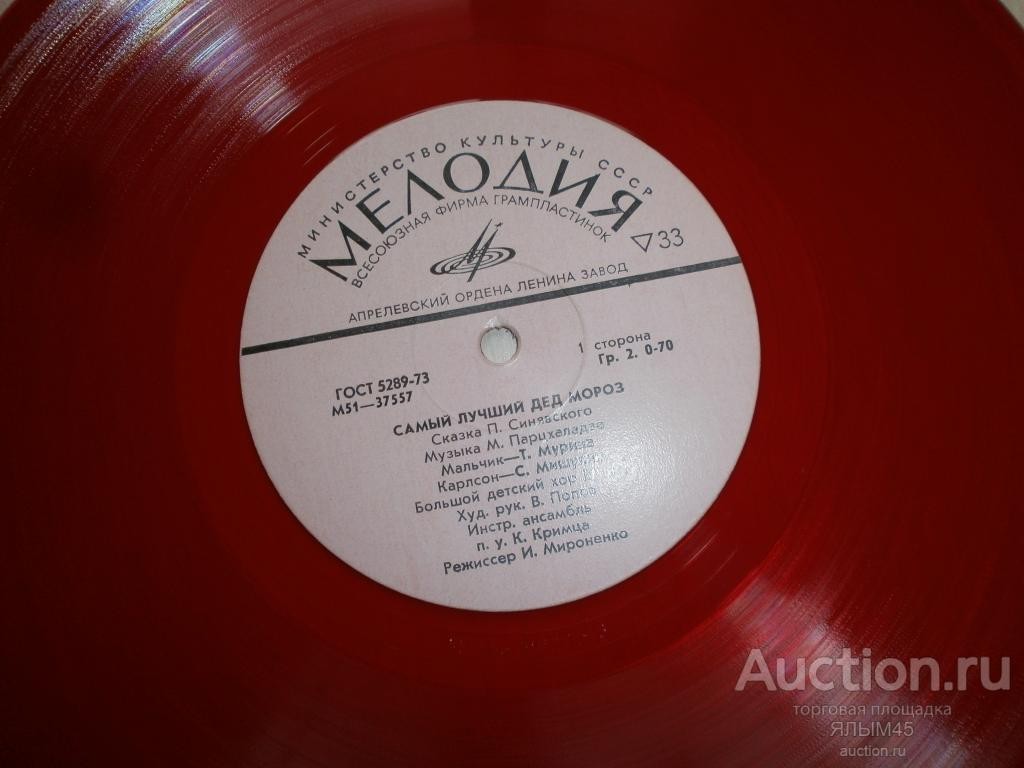 МИНИСТЕРСТВО КУЛЬТУРЫ СССР
МЕЛОДИЯ
ВСЕСОЮЗНАЯ ФИРМА ГРАМПЛАСТИНОК
33
АПРЕЛЕВСКИЙ ОРДЕНА ЛЕНИНА ЗАВОД
1 сторона
ГОСТ 5289-73
Гр. 2. 0-70
М51—37557
САМЫЙ ЛУЧШИЙ ДЕД МОРОЗ
Сказка П. Синявского
Музыка М. Парцхаладзе
Мальчик—Т. Мурина
Карлсон—С.
Большой детский хор
Худ. рук. В.
Инстр. ансамбль
п. у. К. Кримца
Режиссер И. Мироненко
Auction.ru
торговая площадка
ЯЛЫМ45
auction.ru